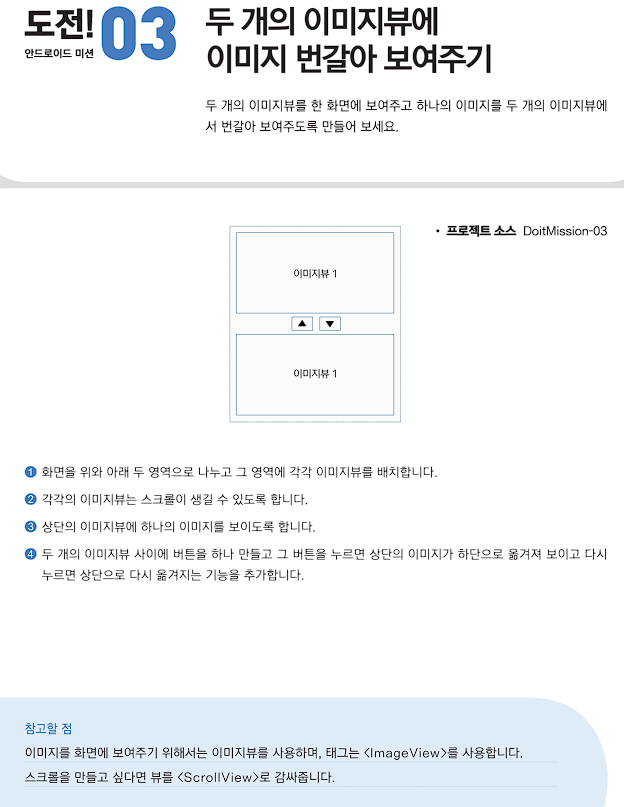 도전!
안드로이드 미션
03
두 개의 이미지뷰에
이미지 번갈아 보여주기
두 개의 이미지뷰를 한 화면에 보여주고 하나의 이미지를 두 개의 이미지뷰에
서 번갈아 보여주도록 만들어 보세요.
• 프로젝트 소스 DoitMission-03
이미지뷰 1
▲ ▼
이미지뷰 1
1 화면을 위와 아래 두 영역으로 나누고 그 영역에 각각 이미지뷰를 배치합니다.
2 각각의 이미지뷰는 스크롤이 생길 수 있도록 합니다.
3 상단의 이미지뷰에 하나의 이미지를 보이도록 합니다.
4 두 개의 이미지뷰 사이에 버튼을 하나 만들고 그 버튼을 누르면 상단의 이미지가 하단으로 옮겨져 보이고 다시
누르면 상단으로 다시 옮겨지는 기능을 추가합니다.
참고할 점
이미지를 화면에 보여주기 위해서는 이미지뷰를 사용하며, 태그는 <ImageView>를 사용합니다.
스크롤을 만들고 싶다면 뷰를 <ScrollView>로 감싸줍니다.